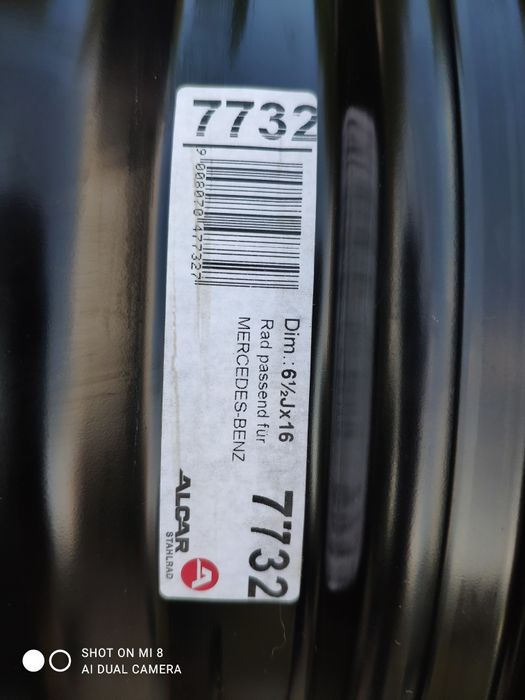 7732
9 008070 477327
Dim.: 6½Jx16
Rad passend für
MERCEDES-BENZ
7732
ALCAR
STAHLRAD
SHOT ON MI 8
AI DUAL CAMERA